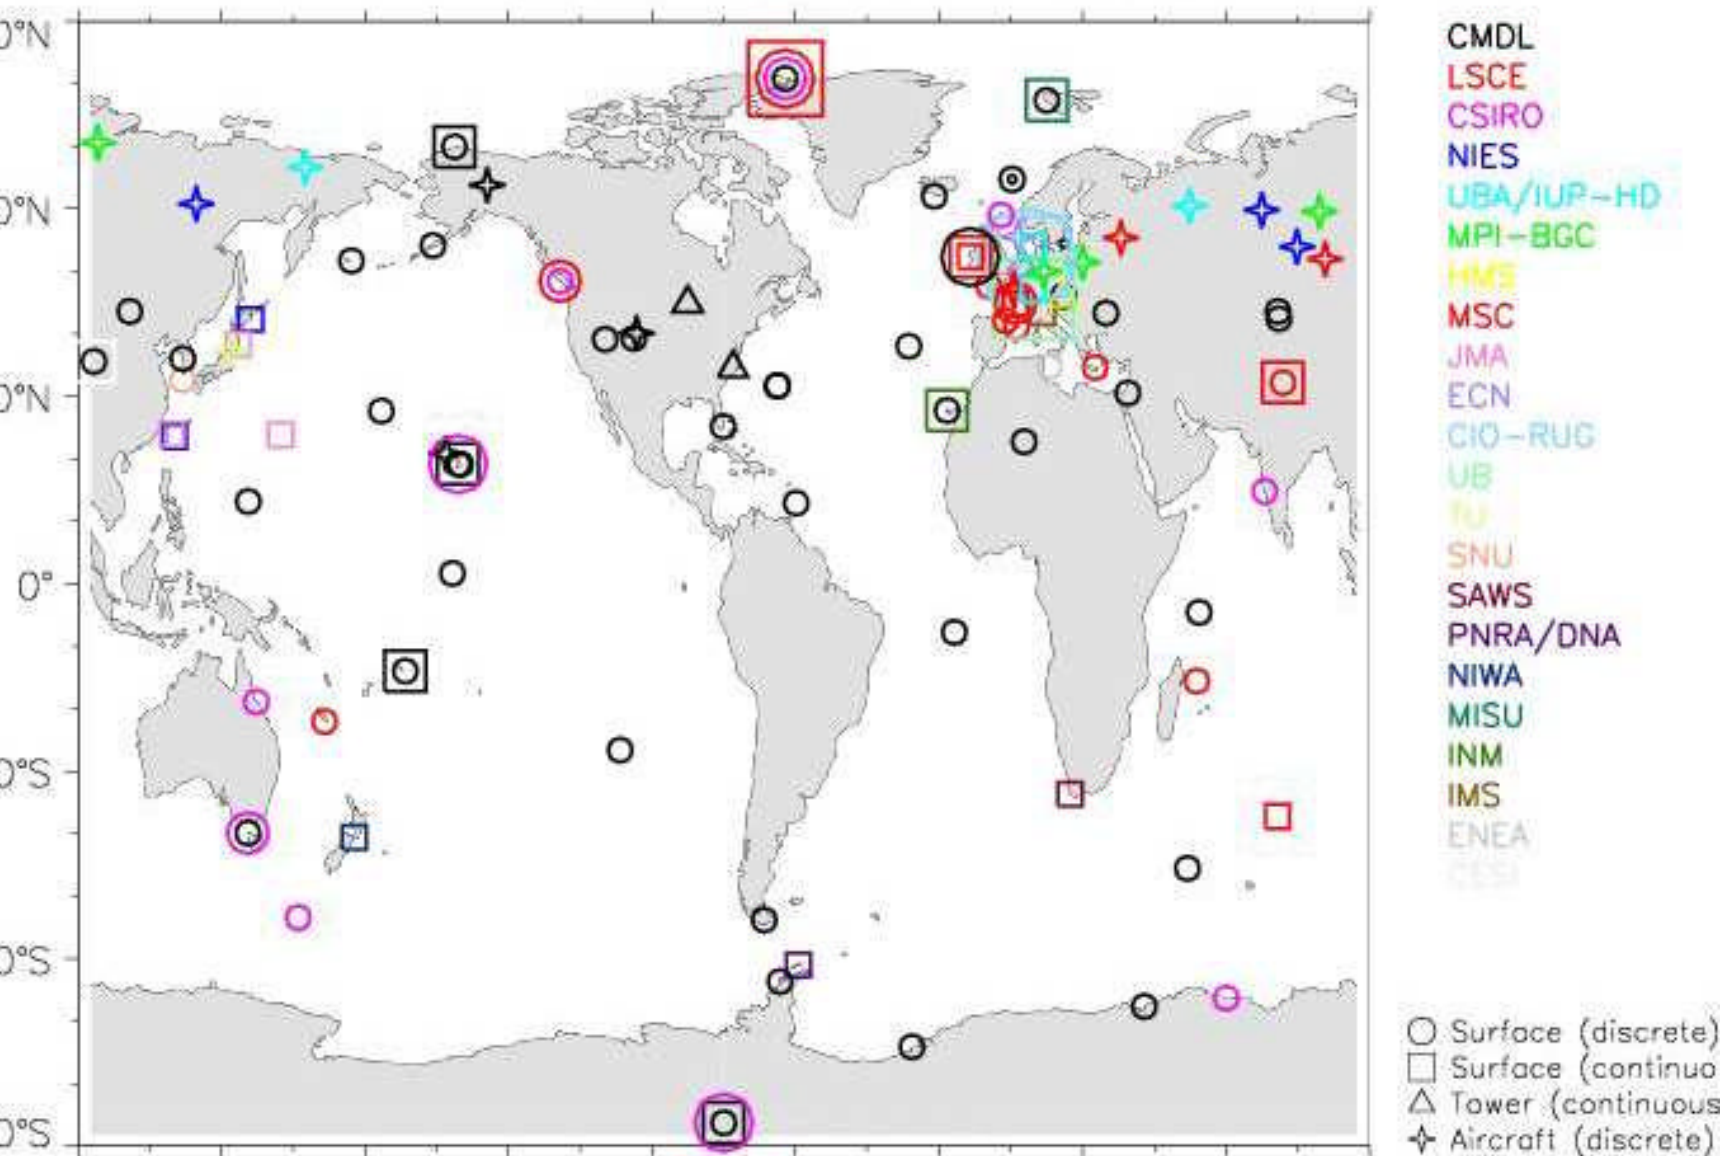 0°N
0°N
0°N
0°
0°S
0°S
0°S
CMDL
LSCE
CSIRO
NIES
UBA/IUP-HD
MPI-BGC
HMS
MSC
JMA
ECN
CIO-RUG
UB
TU
SNU
SAWS
PNRA/DNA
NIWA
MISU
INM
IMS
ENEA
CESI
Surface (discrete)
Surface (continuo
Tower (continuous
Aircraft (discrete)